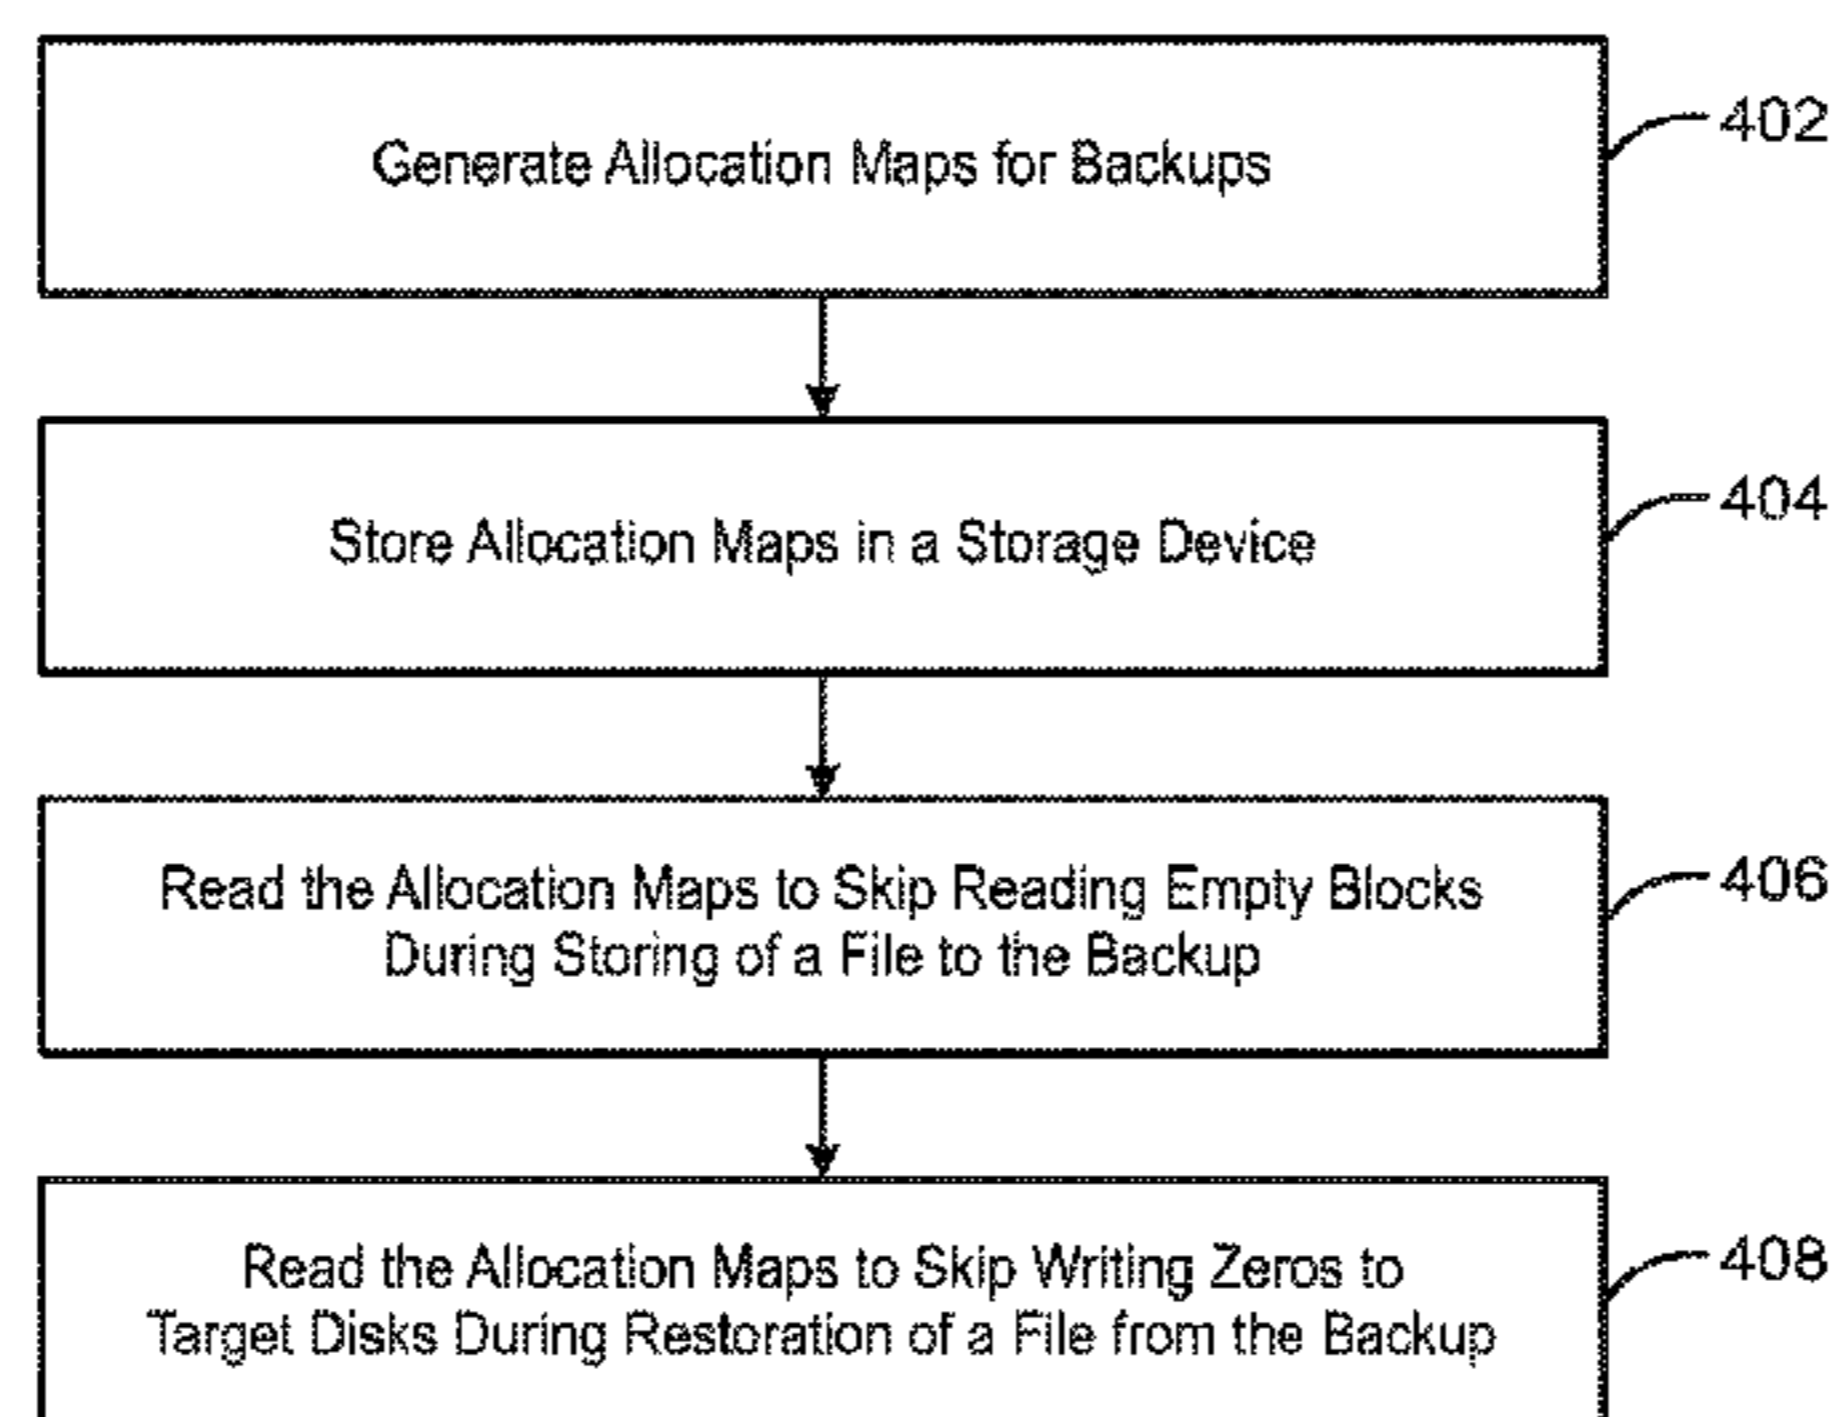 Generate Allocation Maps for Backups
402
Store Allocation Maps in a Storage Device
404
Read the Allocation Maps to Skip Reading Empty Blocks
During Storing of a File to the Backup
406
Read the Allocation Maps to Skip Writing Zeros to
Target Disks During Restoration of a File from the Backup
408